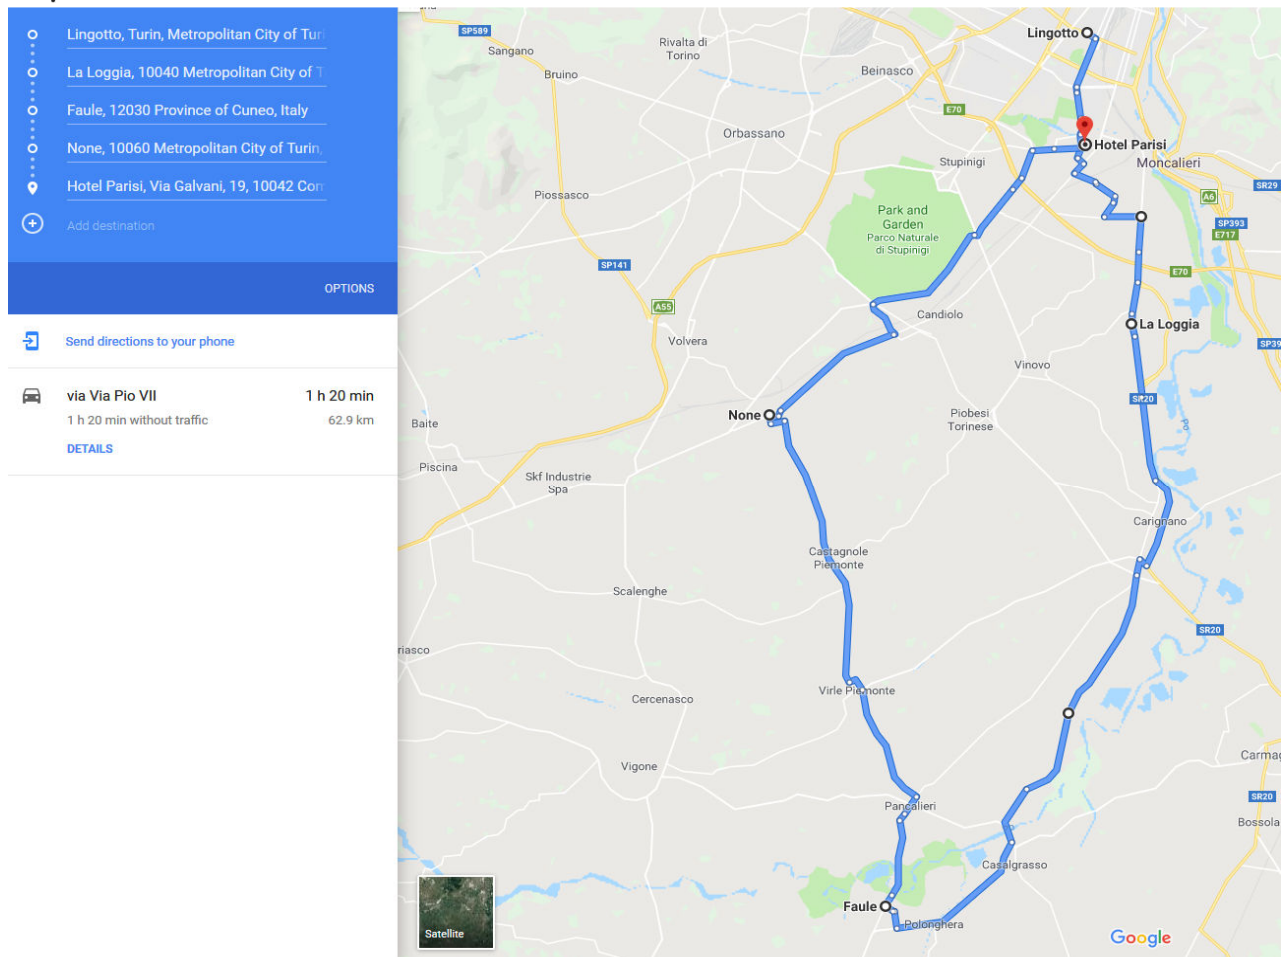 Lingotto, Turin, Metropolitan City of Turi
La Loggia, 10040 Metropolitan City of T
Faule, 12030 Province of Cuneo, Italy
None, 10060 Metropolitan City of Turin,
Hotel Parisi, Via Galvani, 19, 10042 Com
Add destination
OPTIONS
Send directions to your phone
via Via Pio VII
1 h 20 min
1 h 20 min without traffic
62.9 km
DETAILS
SP589
Sangano
Bruino
Rivalta di
Torino
Beinasco
Lingotto
E70
Orbassano
Hotel Parisi
Moncalieri
Stupinigi
SR29
A6
Piossasco
Park and
Garden
Parco Naturale
di Stupinigi
SP393
E717
SP141
E70
A55
Candiolo
La Loggia
Volvera
SP39
Vinovo
SR20
None
Piobesi
Torinese
Baite
Piscina
Skf Industrie
Spa
Carignano
Castagnole
Piemonte
Scalenghe
SR20
riasco
Virle Piemonte
Cercenasco
Vigone
Carmag
SR20
Pancalieri
Bossola
Casalgrasso
Faule
Polonghera
Satellite
Google